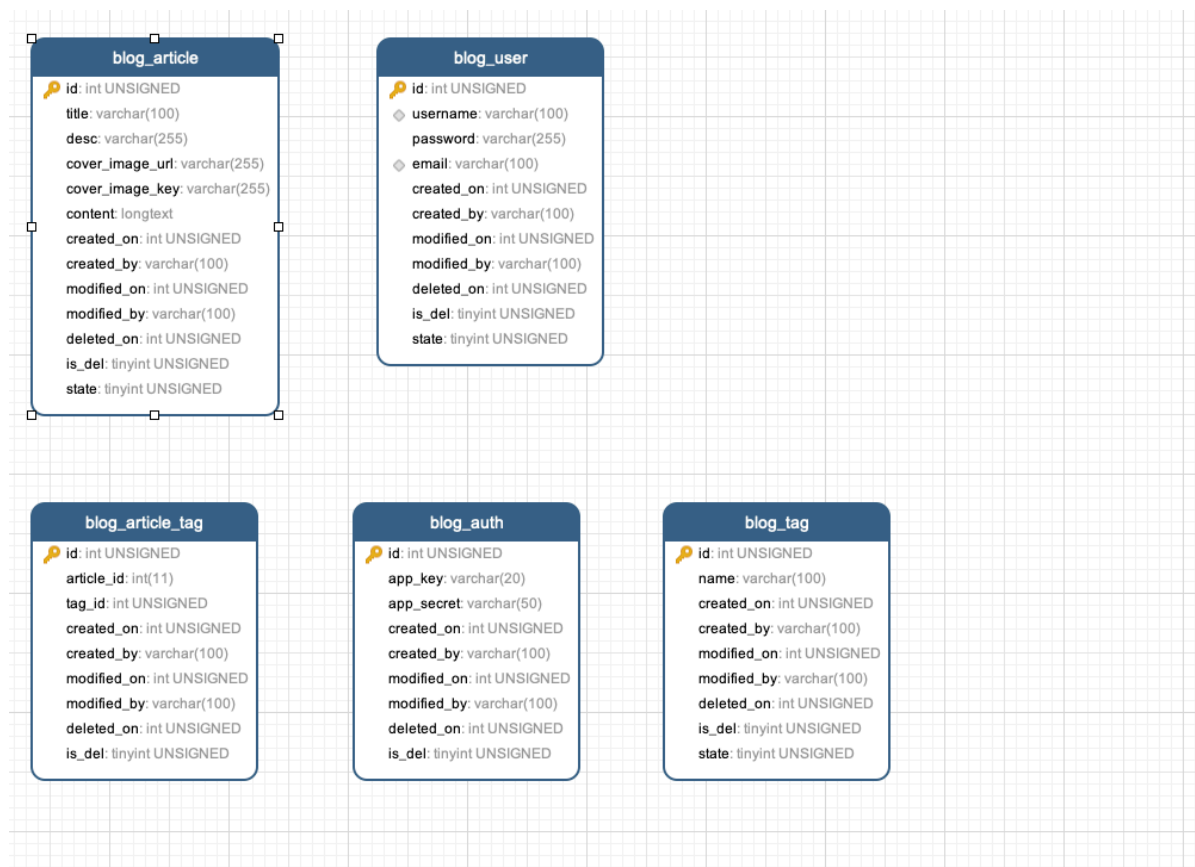 blog_article
id: int UNSIGNED
title: varchar(100)
desc: varchar(255)
cover_image_url: varchar(255)
cover_image_key: varchar(255)
content: longtext
created_on: int UNSIGNED
created_by: varchar(100)
modified_on: int UNSIGNED
modified_by: varchar(100)
deleted_on: int UNSIGNED
is_del: tinyint UNSIGNED
state: tinyint UNSIGNED
blog_user
id: int UNSIGNED
username: varchar(100)
password: varchar(255)
email: varchar(100)
created_on: int UNSIGNED
created_by: varchar(100)
modified_on: int UNSIGNED
modified_by: varchar(100)
deleted_on: int UNSIGNED
is_del: tinyint UNSIGNED
state: tinyint UNSIGNED
blog_article_tag
id: int UNSIGNED
article_id: int(11)
tag_id: int UNSIGNED
created_on: int UNSIGNED
created_by: varchar(100)
modified_on: int UNSIGNED
modified_by: varchar(100)
deleted_on: int UNSIGNED
is_del: tinyint UNSIGNED
blog_auth
id: int UNSIGNED
app_key: varchar(20)
app_secret: varchar(50)
created_on: int UNSIGNED
created_by: varchar(100)
modified_on: int UNSIGNED
modified_by: varchar(100)
deleted_on: int UNSIGNED
is_del: tinyint UNSIGNED
blog_tag
id: int UNSIGNED
name: varchar(100)
created_on: int UNSIGNED
created_by: varchar(100)
modified_on: int UNSIGNED
modified_by: varchar(100)
deleted_on: int UNSIGNED
is_del: tinyint UNSIGNED
state: tinyint UNSIGNED